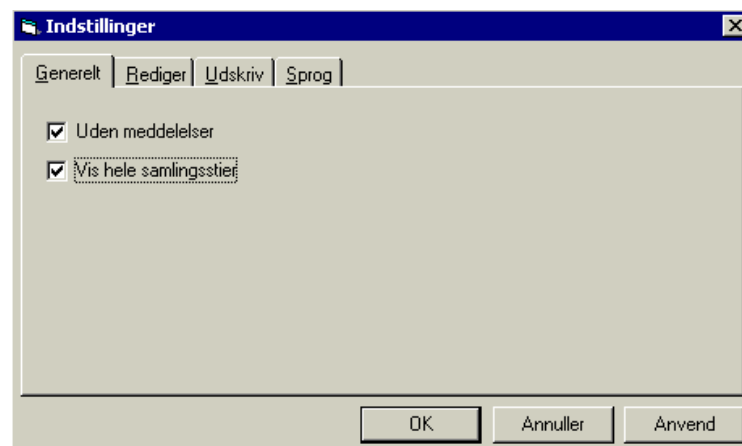 Indstillinger
Generelt Rediger Udskriv Sprog
Uden meddelelser
Vis hele samlingsstier
OK Annuller Anvend